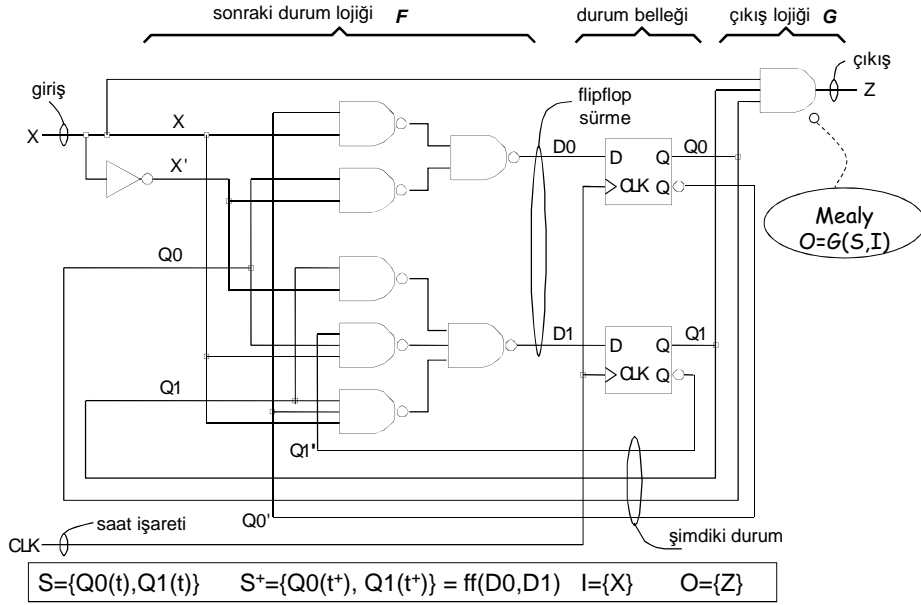 sonraki durum lojiği F
durum belleği
çıkış lojiği G
giriş
X
X
X'
flipflop
sürme
çıkış
Z
D0
D Q
CLK Q
Q0
Mealy
O=G(S,I)
Q0
D1
D Q
CLK Q
Q1
Q1
Q1'
Q0'
saat işareti
CLK
şimdiki durum
S={Q0(t),Q1(t)} S+={Q0(t+), Q1(t+)} = ff(D0,D1) I={X} O={Z}